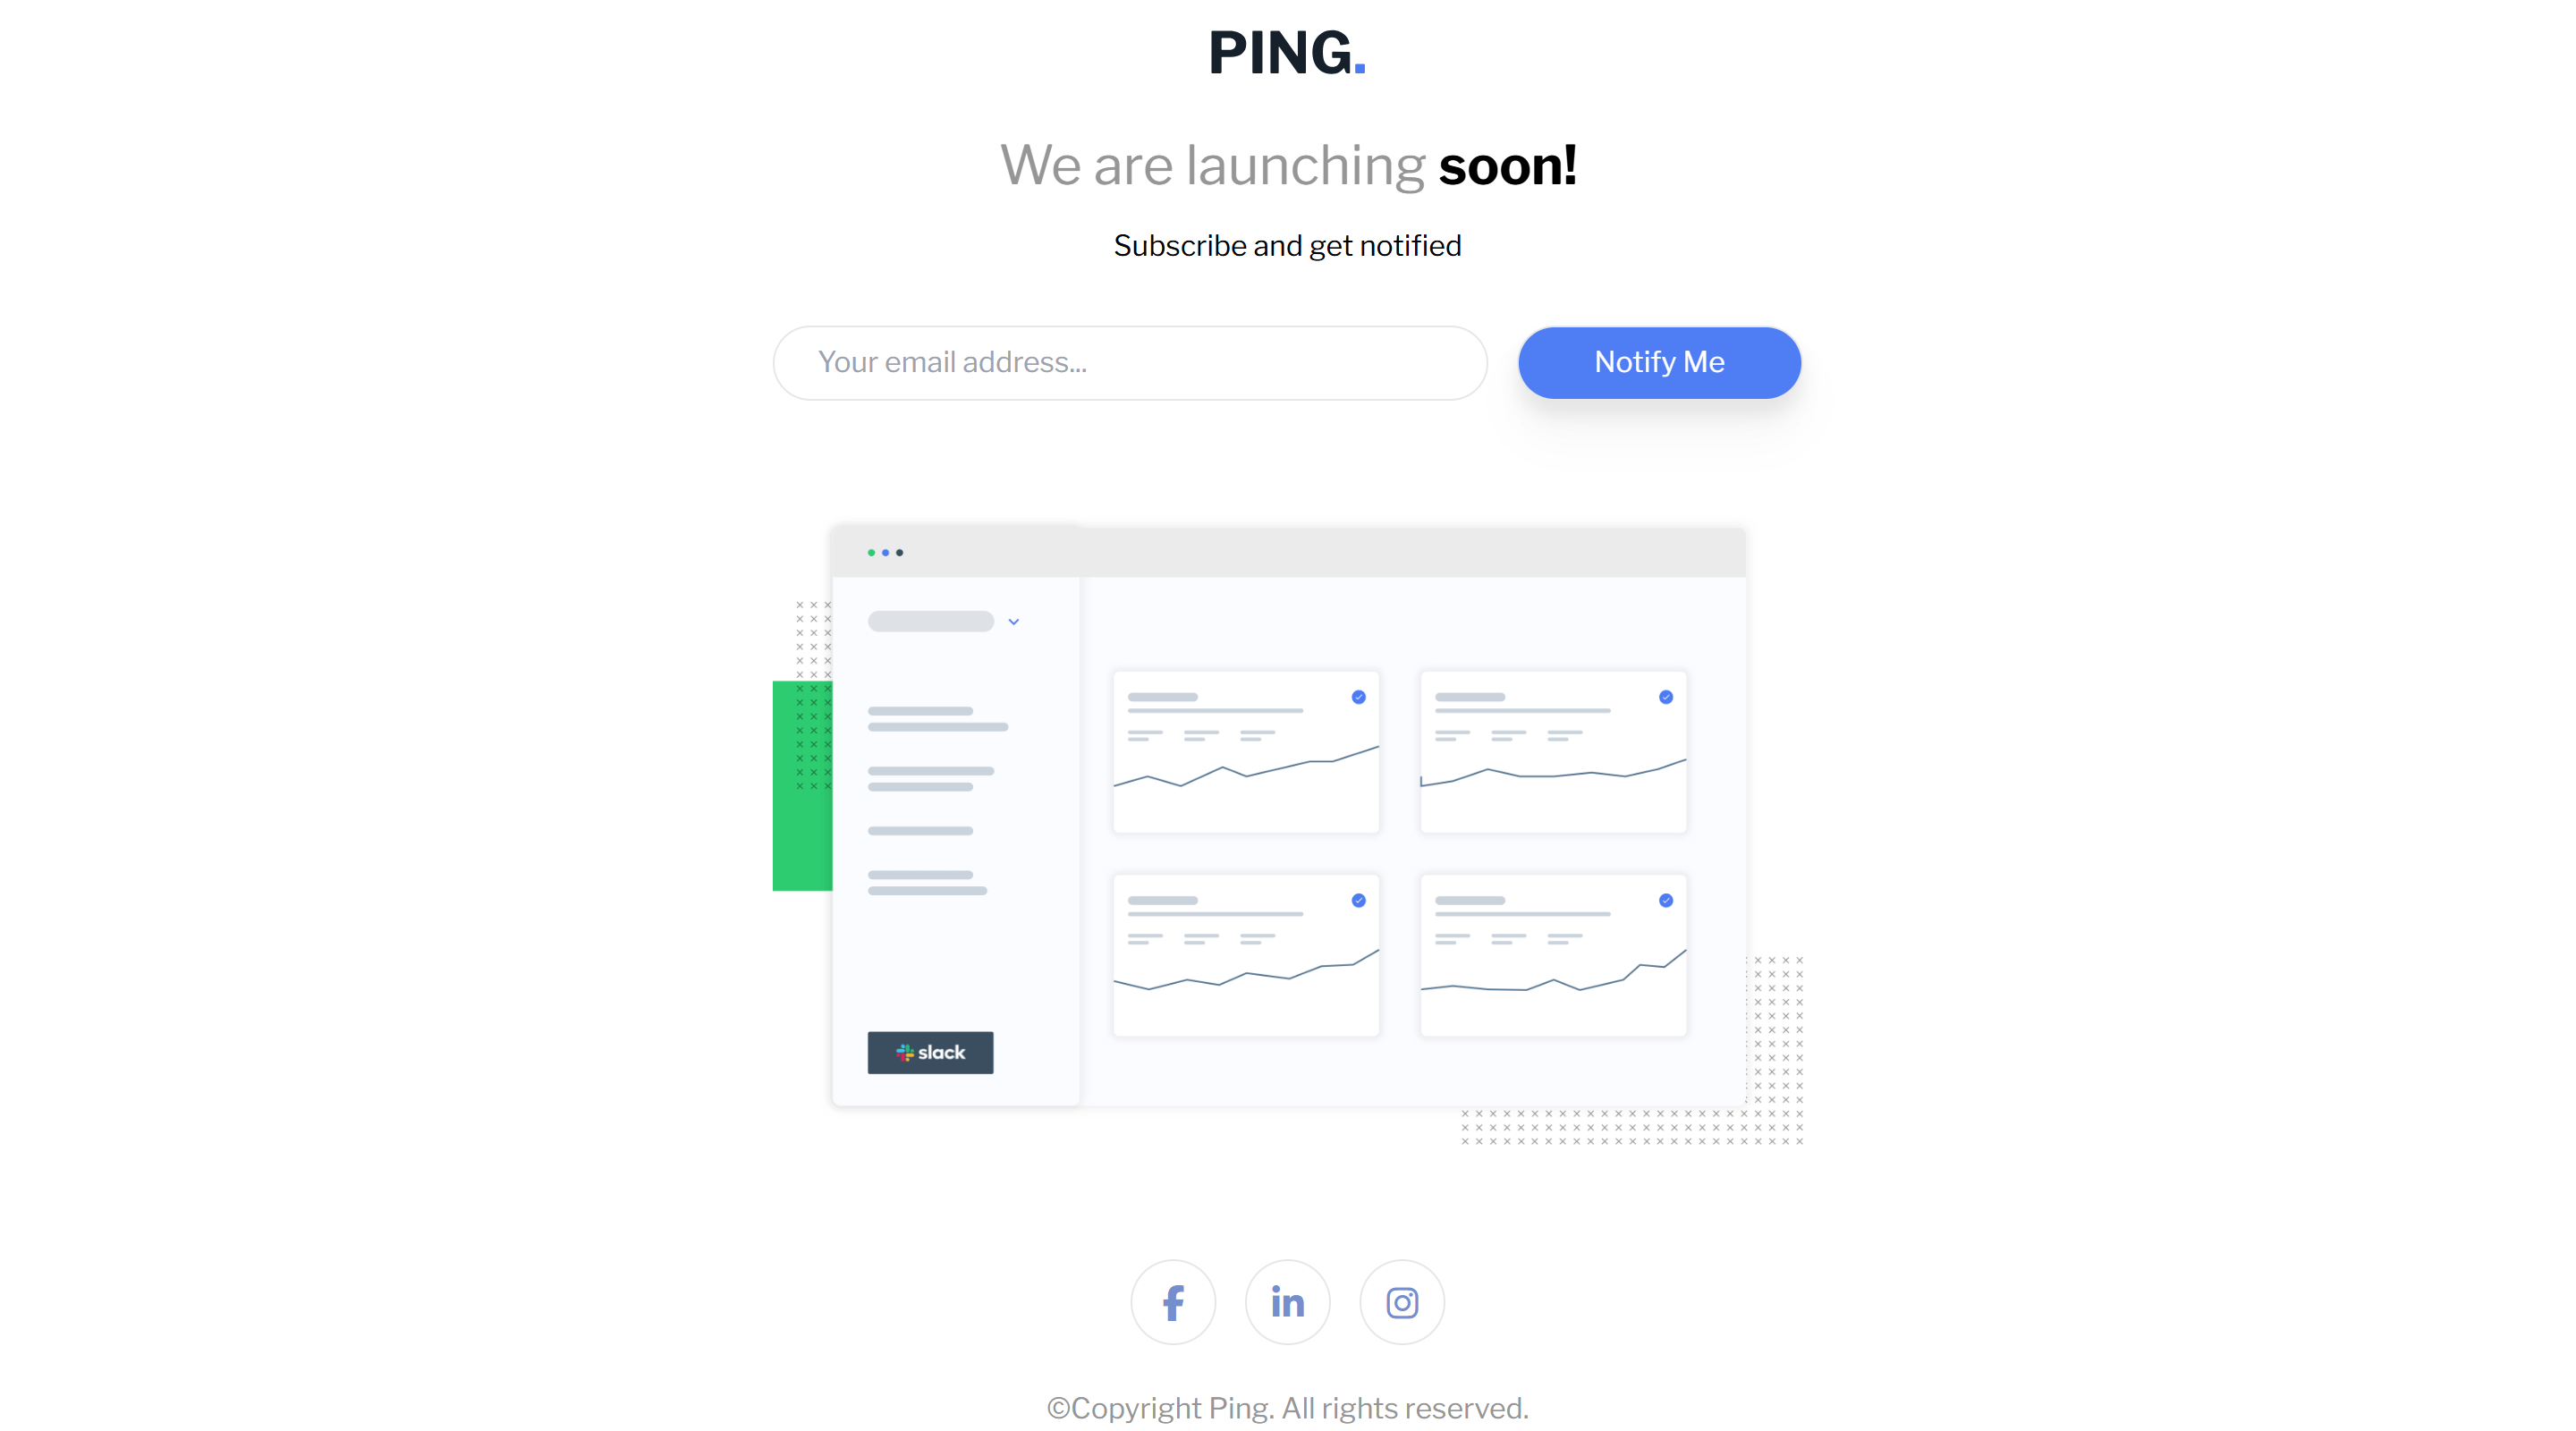 PING.
We are launching soon!
Subscribe and get notified
Your email address...
Notify Me
slack
©Copyright Ping. All rights reserved.